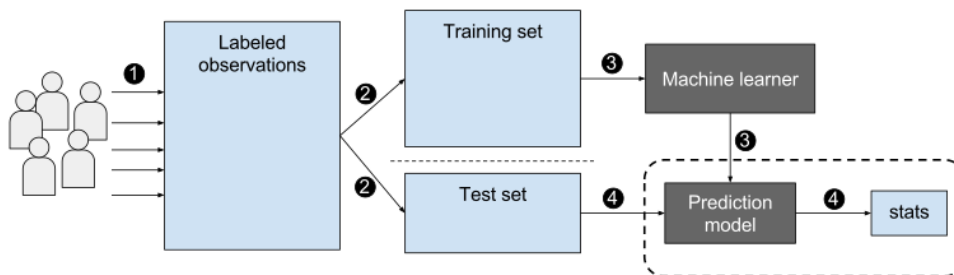 1
Labeled
observations
2
2
Training set
Test set
3
Machine learner
3
4
Prediction
model
4
stats